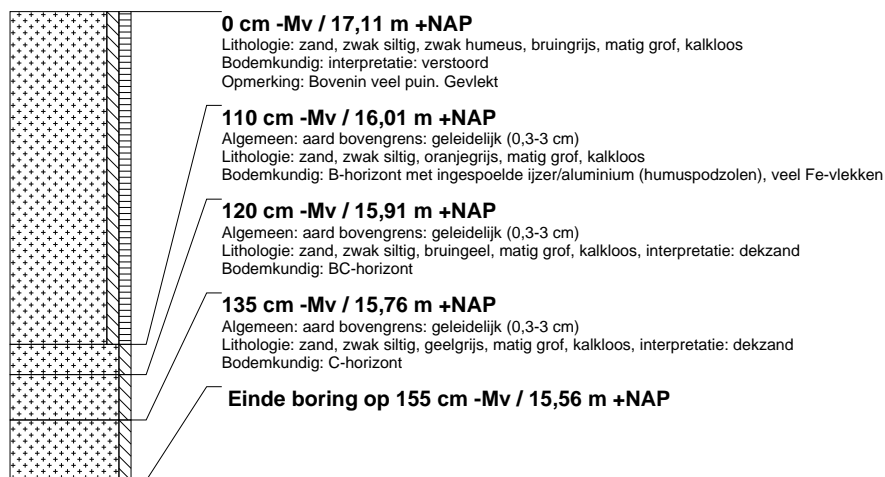 0 cm -Mv / 17,11 m +NAP
Lithologie: zand, zwak siltig, zwak humeus, bruingrijs, matig grof, kalkloos
Bodemkundig: interpretatie: verstoord
Opmerking: Bovenin veel puin. Gevlekt
110 cm -Mv / 16,01 m +NAP
Algemeen: aard bovengrens: geleidelijk (0,3-3 cm)
Lithologie: zand, zwak siltig, oranjegrijs, matig grof, kalkloos
Bodemkundig: B-horizont met ingespoelde ijzer/aluminium (humuspodzolen), veel Fe-vlekken
120 cm -Mv / 15,91 m +NAP
Algemeen: aard bovengrens: geleidelijk (0,3-3 cm)
Lithologie: zand, zwak siltig, bruingeel, matig grof, kalkloos, interpretatie: dekzand
Bodemkundig: BC-horizont
135 cm -Mv / 15,76 m +NAP
Algemeen: aard bovengrens: geleidelijk (0,3-3 cm)
Lithologie: zand, zwak siltig, geelgrijs, matig grof, kalkloos, interpretatie: dekzand
Bodemkundig: C-horizont
Einde boring op 155 cm -Mv / 15,56 m +NAP